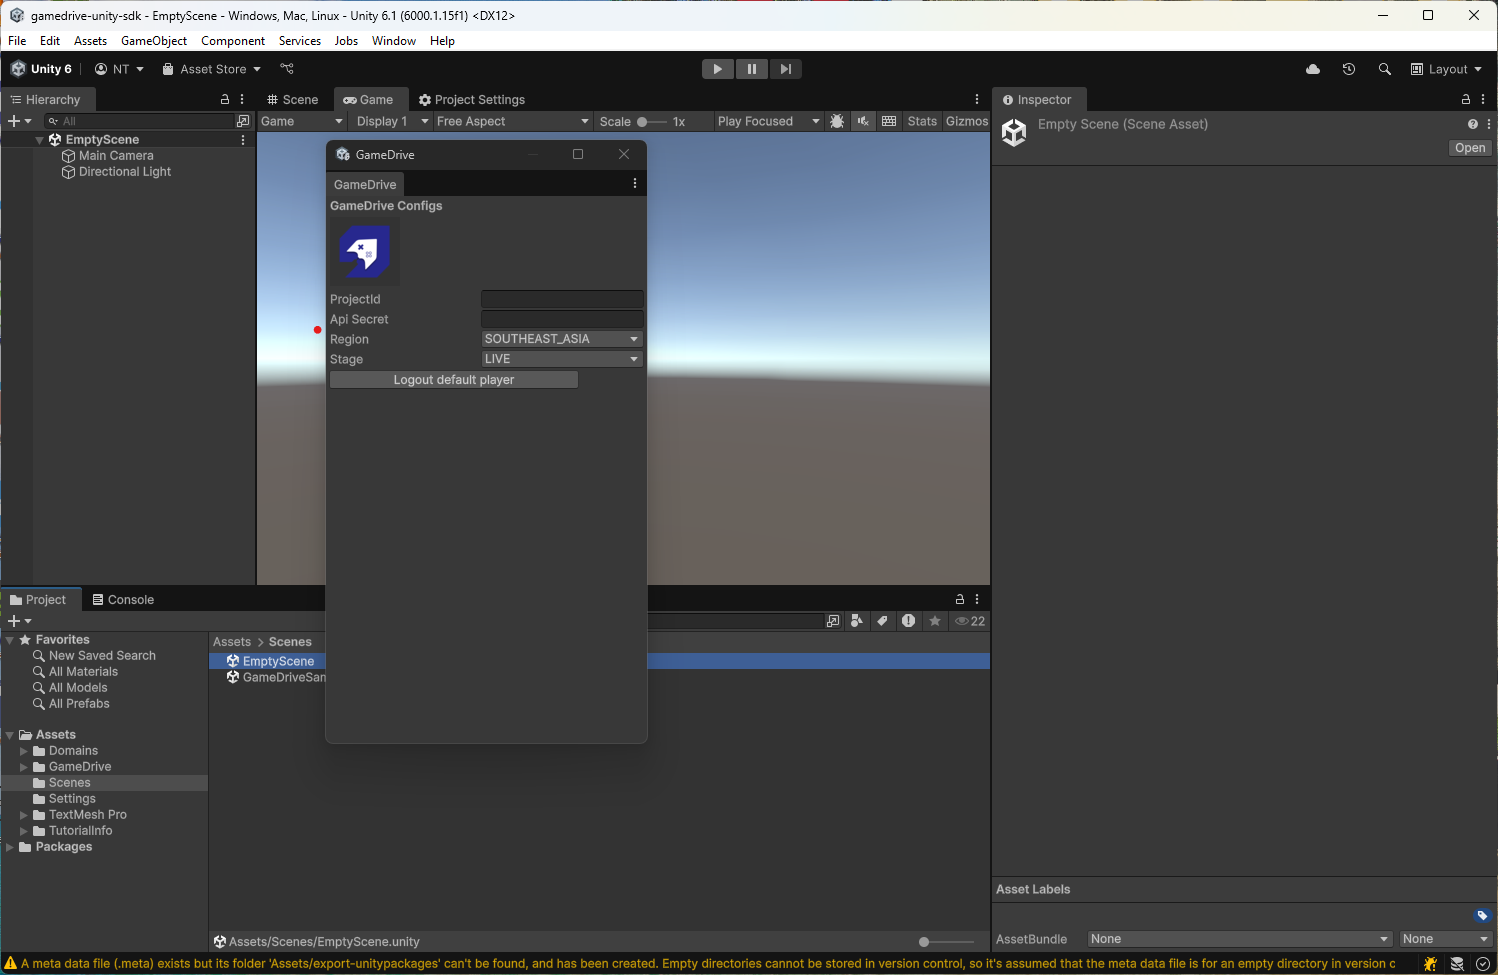 gamedrive-unity-sdk - EmptyScene - Windows, Mac, Linux - Unity 6.1 (6000.1.15f1) <DX12>
File Edit Assets GameObject Component Services Jobs Window Help
Unity 6 NT Asset Store Layout
Hierarchy Scene Game Project Settings Inspector
All Game Display 1 Free Aspect Scale 1x Play Focused Stats Gizmos
EmptyScene
Main Camera
Directional Light
Empty Scene (Scene Asset)
Open
GameDrive
GameDrive
GameDrive Configs
ProjectId
Api Secret
Region SOUTHEAST_ASIA
Stage LIVE
Logout default player
Project Console
22
Favorites
New Saved Search
All Materials
All Models
All Prefabs
Assets
Domains
GameDrive
Scenes
Settings
TextMesh Pro
TutorialInfo
Packages
Assets > Scenes
EmptyScene
GameDriveSan
Assets/Scenes/EmptyScene.unity
Asset Labels
AssetBundle None None
A meta data file (.meta) exists but its folder 'Assets/export-unitypackages' can't be found, and has been created. Empty directories cannot be stored in version control, so it's assumed that the meta data file is for an empty directory in version c